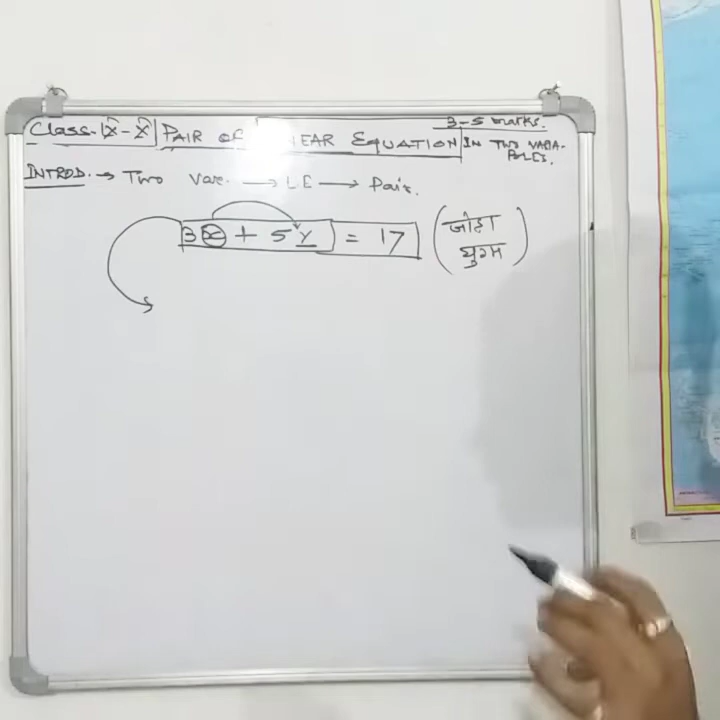 Class-IX-X PAIR OF LINEAR EQUATION IN TWO VARIA-
BLES.
3-5 marks.
INTROD. → Two Var. → LE → Pair.
3x + 5y = 17 (जोड़ा
युग्म)